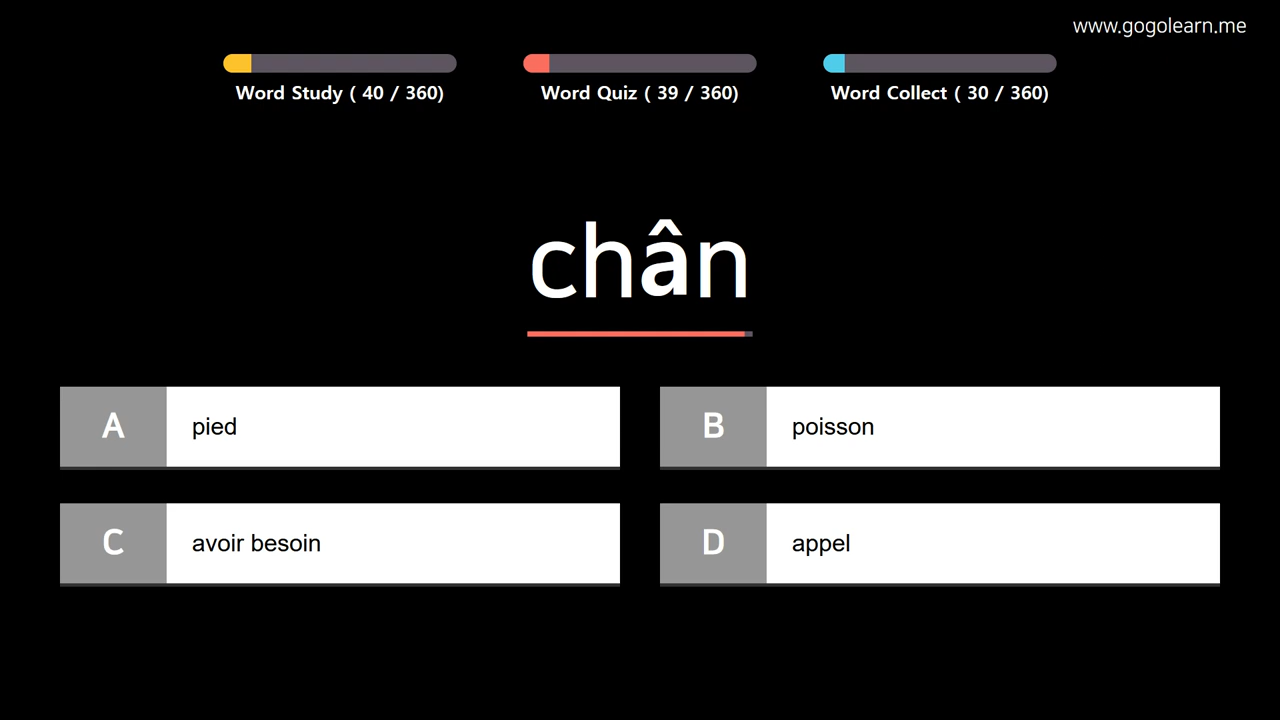 www.gogolearn.me
Word Study ( 40 / 360)
Word Quiz ( 39 / 360)
Word Collect ( 30 / 360)
chân
A pied
B poisson
C avoir besoin
D appel